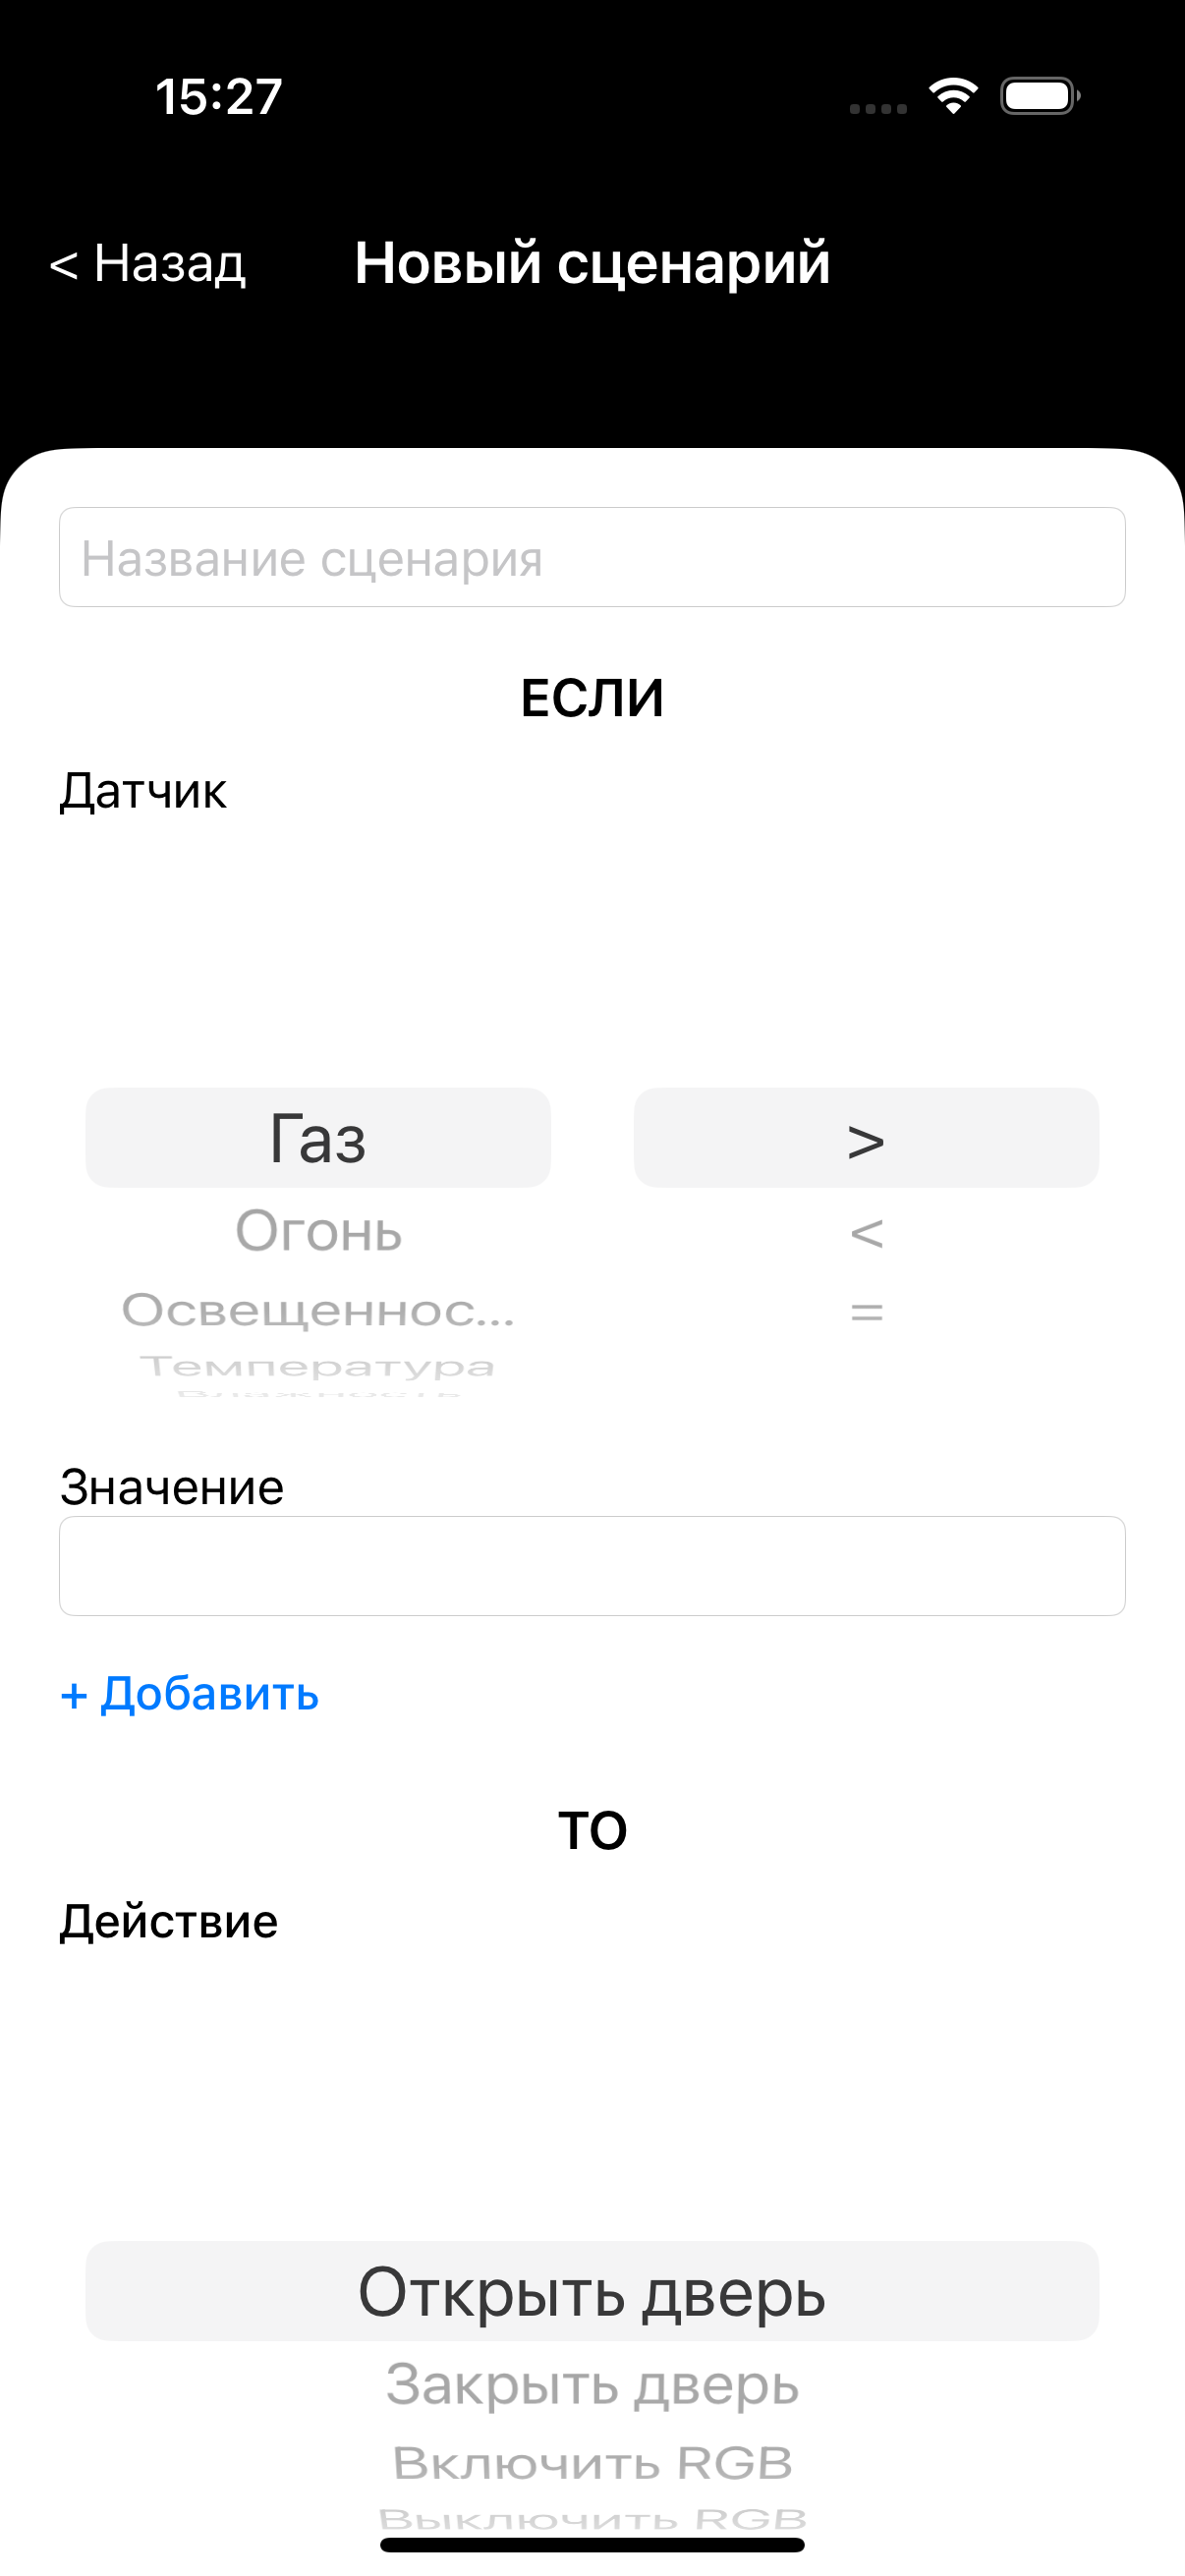 15:27
< Назад Новый сценарий
Название сценария
ЕСЛИ
Датчик
Газ >
Огонь <
Освещеннос... =
Температура
Влажность
Значение
+ Добавить
ТО
Действие
Открыть дверь
Закрыть дверь
Включить RGB
Выключить RGB